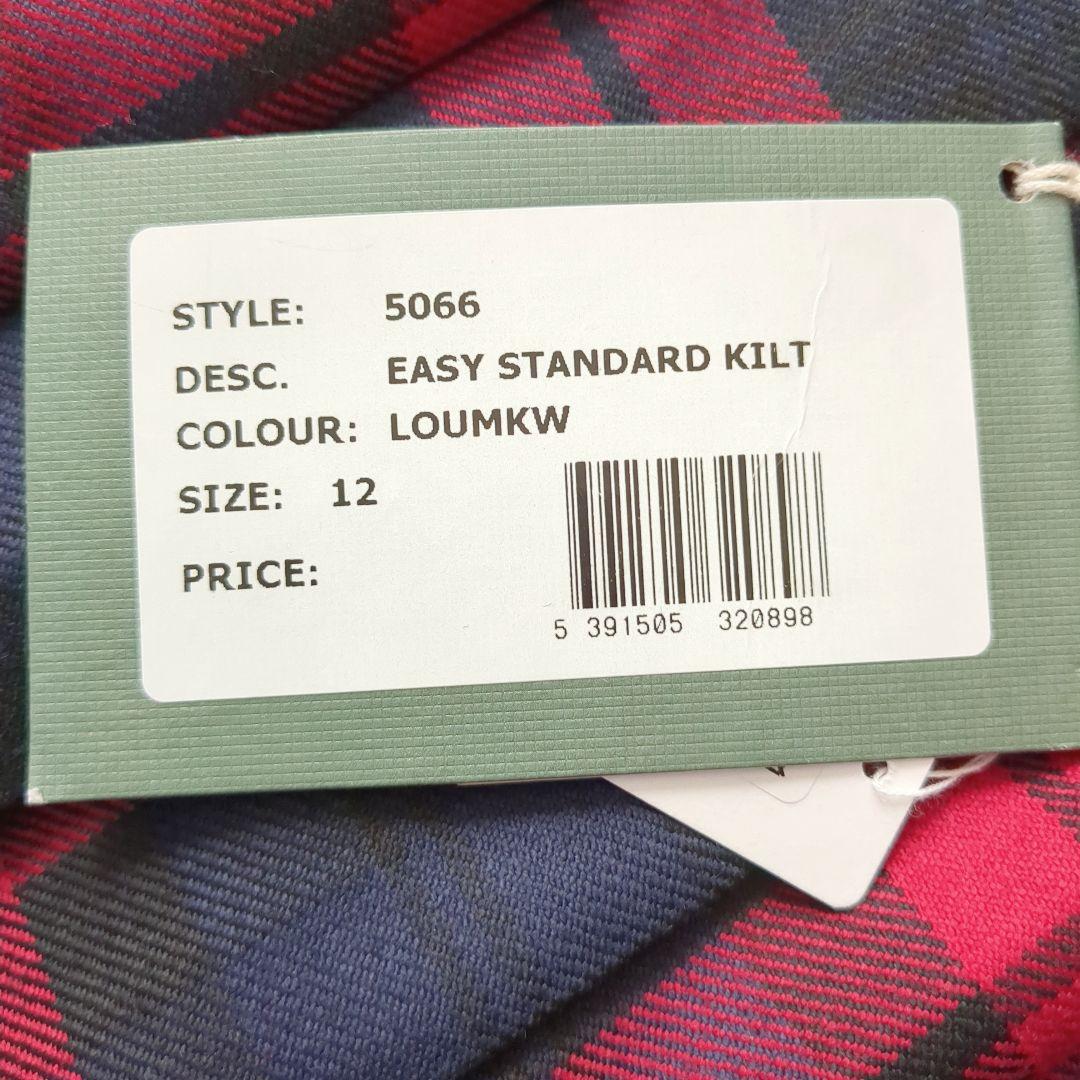 STYLE: 5066
DESC. EASY STANDARD KILT
COLOUR: LOUMKW
SIZE: 12
PRICE:
5 391505 320898